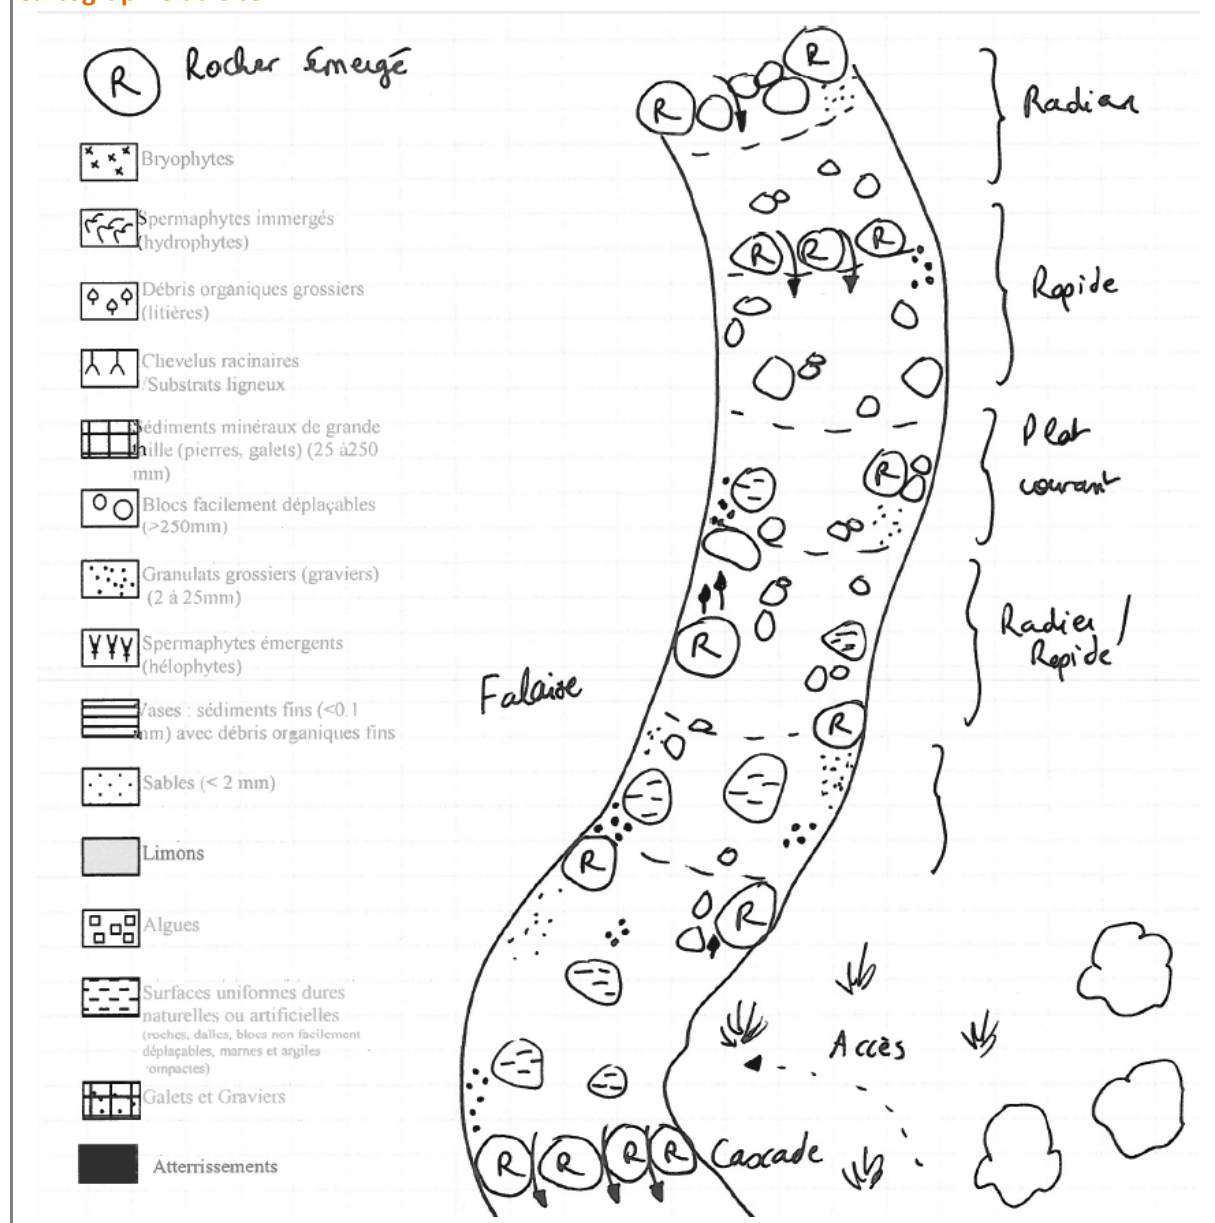 R Rocher émergé
Bryophytes
Spermaphytes immergés
(hydrophytes)
Débris organiques grossiers
(litières)
Chevelus racinaires
/Substrats ligneux
Sédiments minéraux de grande
taille (pierres, galets) (25 à250
mm)
Blocs facilement déplaçables
(>250mm)
Granulats grossiers (graviers)
(2 à 25mm)
Spermaphytes émergents
(hélophytes)
Vases : sédiments fins (<0.1
mm) avec débris organiques fins
Sables (< 2 mm)
Limons
Algues
Surfaces uniformes dures
naturelles ou artificielles
(roches, dalles, blocs non facilement
déplaçables, marnes et argiles
compactes)
Galets et Graviers
Atterrissements
R
R
Radier
R R R
Rapide
Plat
courant
R
R
Radier /
Rapide
Falaise
R
R
R
Accès
R R R R
Cascade